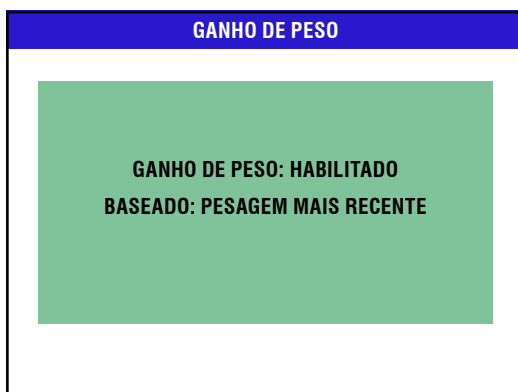 GANHO DE PESO
GANHO DE PESO: HABILITADO
BASEADO: PESAGEM MAIS RECENTE